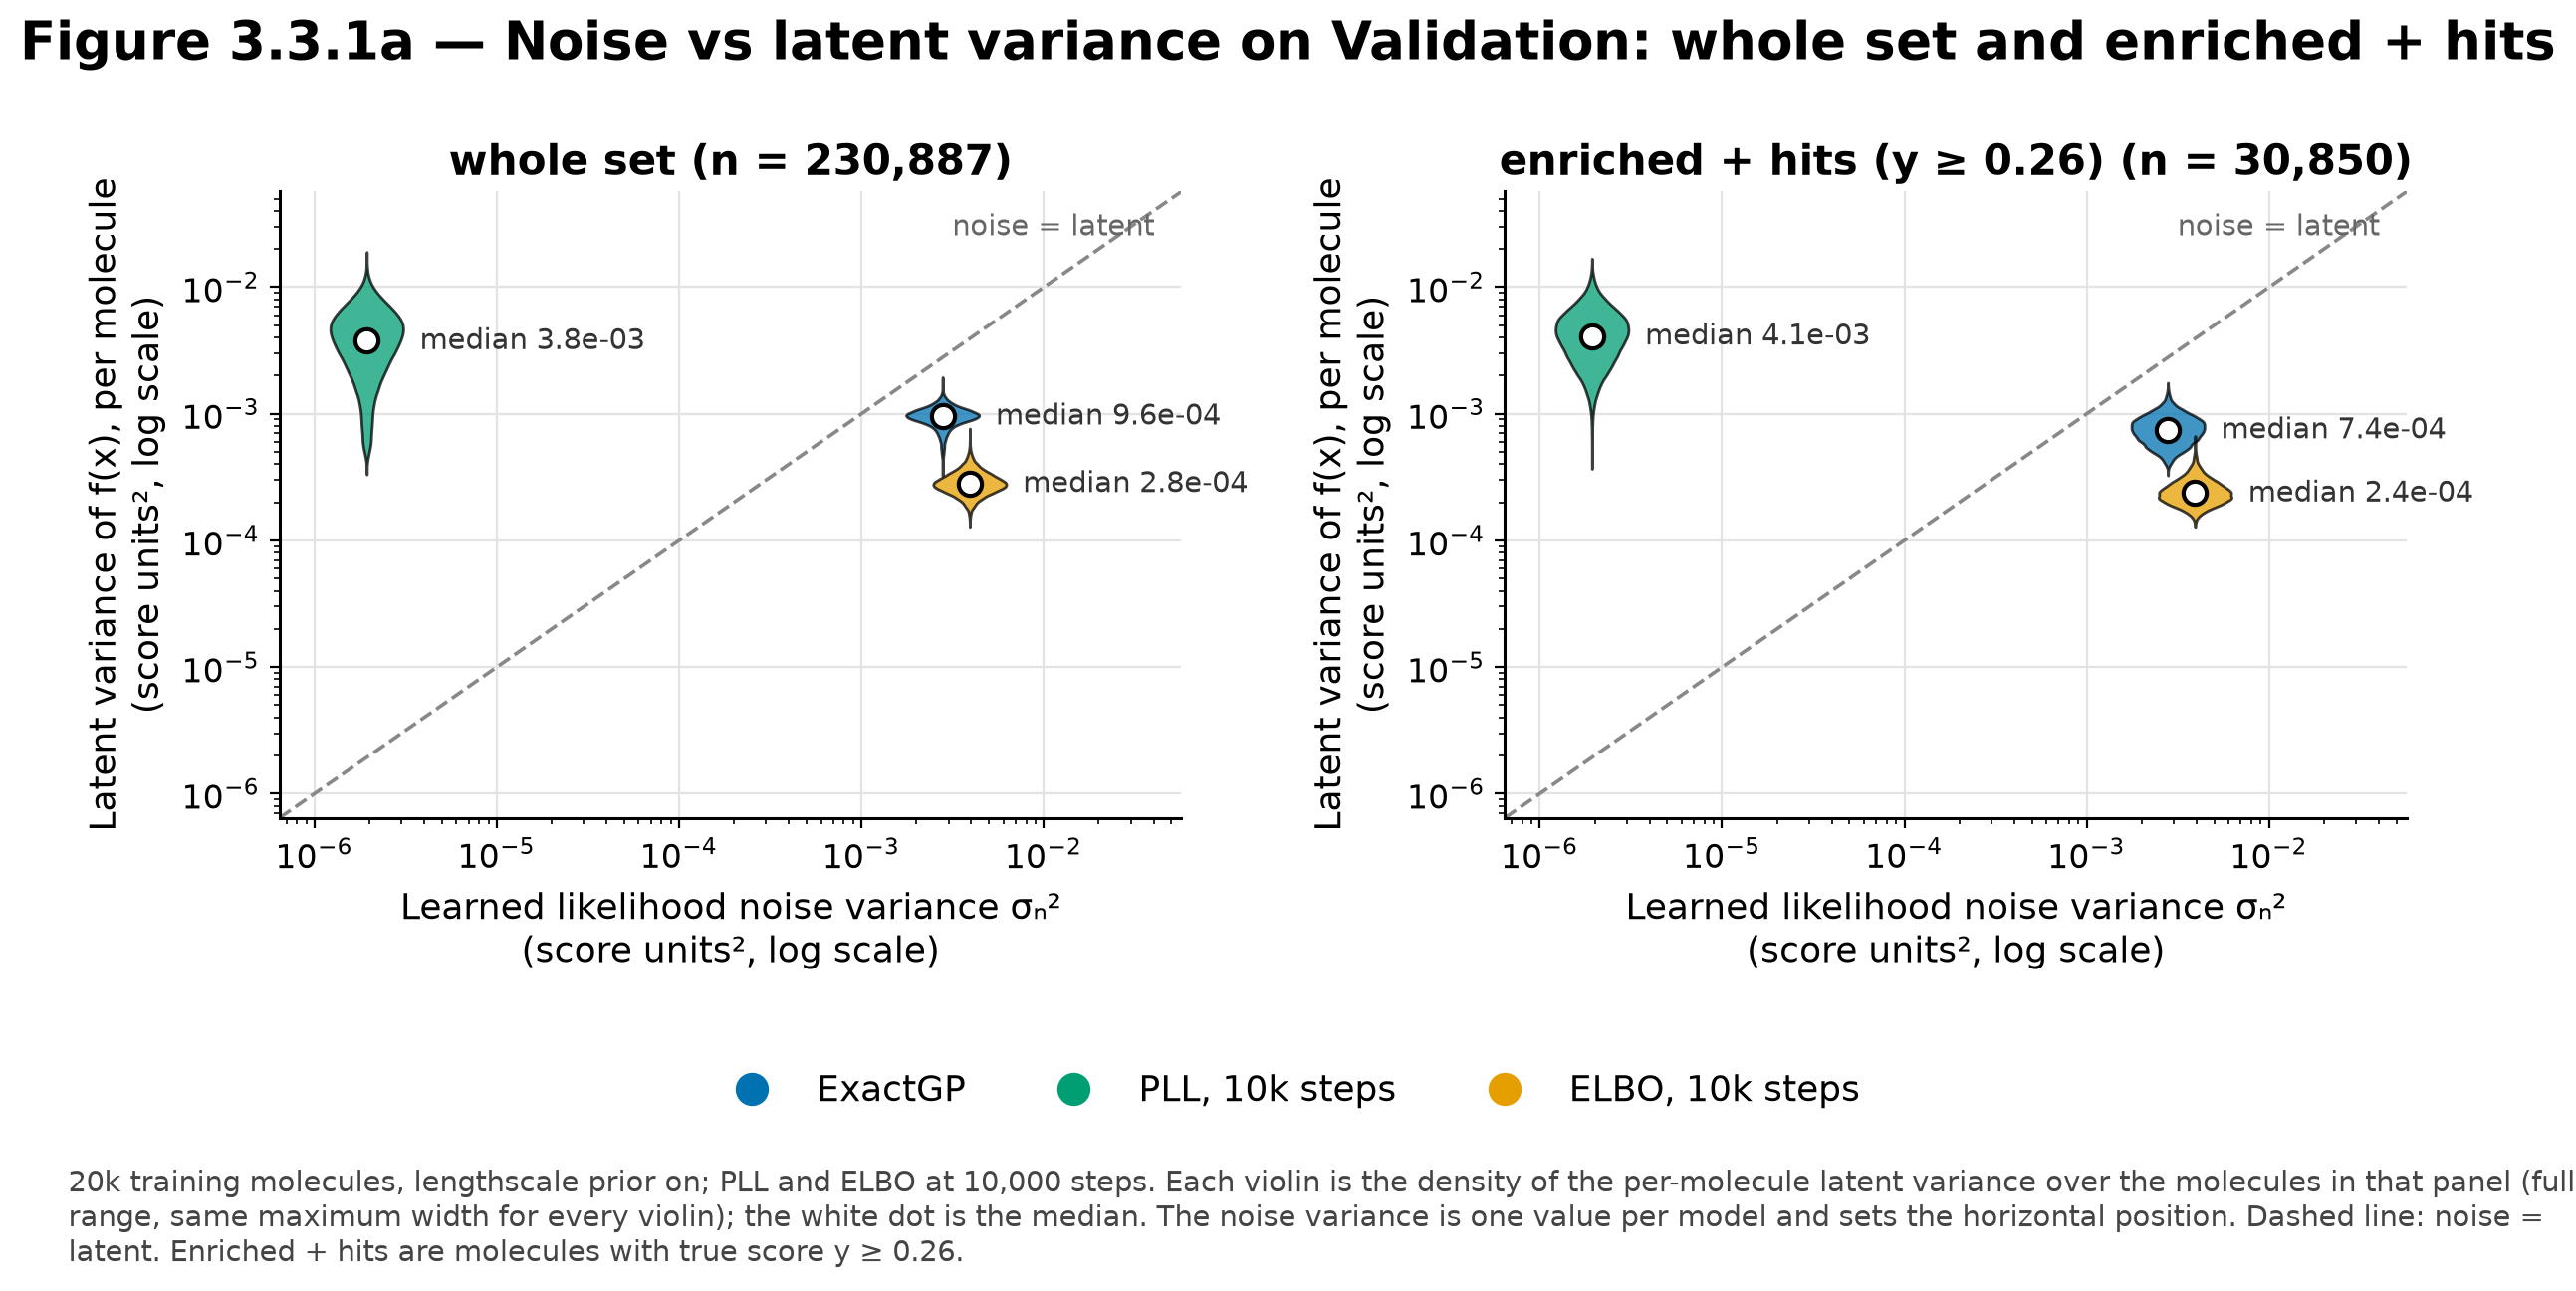 Figure 3.3.1a — Noise vs latent variance on Validation: whole set and enriched + hits
whole set (n = 230,887)
Latent variance of f(x), per molecule
(score units², log scale)
10⁻²
10⁻³
10⁻⁴
10⁻⁵
10⁻⁶
noise = latent
median 3.8e-03
median 9.6e-04
median 2.8e-04
10⁻⁶ 10⁻⁵ 10⁻⁴ 10⁻³ 10⁻²
Learned likelihood noise variance σₙ²
(score units², log scale)
enriched + hits (y ≥ 0.26) (n = 30,850)
Latent variance of f(x), per molecule
(score units², log scale)
10⁻²
10⁻³
10⁻⁴
10⁻⁵
10⁻⁶
noise = latent
median 4.1e-03
median 7.4e-04
median 2.4e-04
10⁻⁶ 10⁻⁵ 10⁻⁴ 10⁻³ 10⁻²
Learned likelihood noise variance σₙ²
(score units², log scale)
ExactGP PLL, 10k steps ELBO, 10k steps
20k training molecules, lengthscale prior on; PLL and ELBO at 10,000 steps. Each violin is the density of the per-molecule latent variance over the molecules in that panel (full
range, same maximum width for every violin); the white dot is the median. The noise variance is one value per model and sets the horizontal position. Dashed line: noise =
latent. Enriched + hits are molecules with true score y ≥ 0.26.